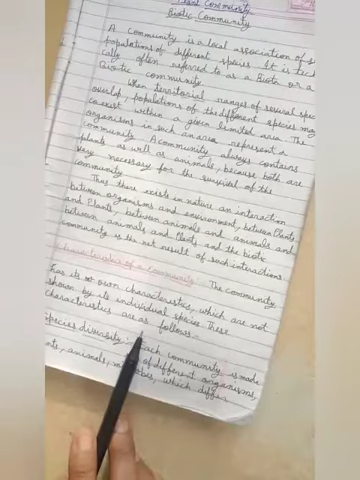 Plant Community
Biotic Community
A community is a local association of
populations of different species. It is
cally often referred to as a Biota or a
Biotic community.
When territorial ranges of several
overlap populations of the different species may
coexist within a given limited area. The
organisms in such an area represent a
community. A community always contains
plants as well as animals, because both are
very necessary for the survival of the
community.
Thus there exists in nature an interaction
between organisms and environment, between Plants
and Plants, between animals and animals and
between animals and Plants and the biotic
community is the net result of such interactions.
Characters of a community - The community
has its own characteristics, which are not
shown by its individual species. These
characteristics are as follows -
species diversity. Each community is made
of different organisms,
nts, animals, which differ